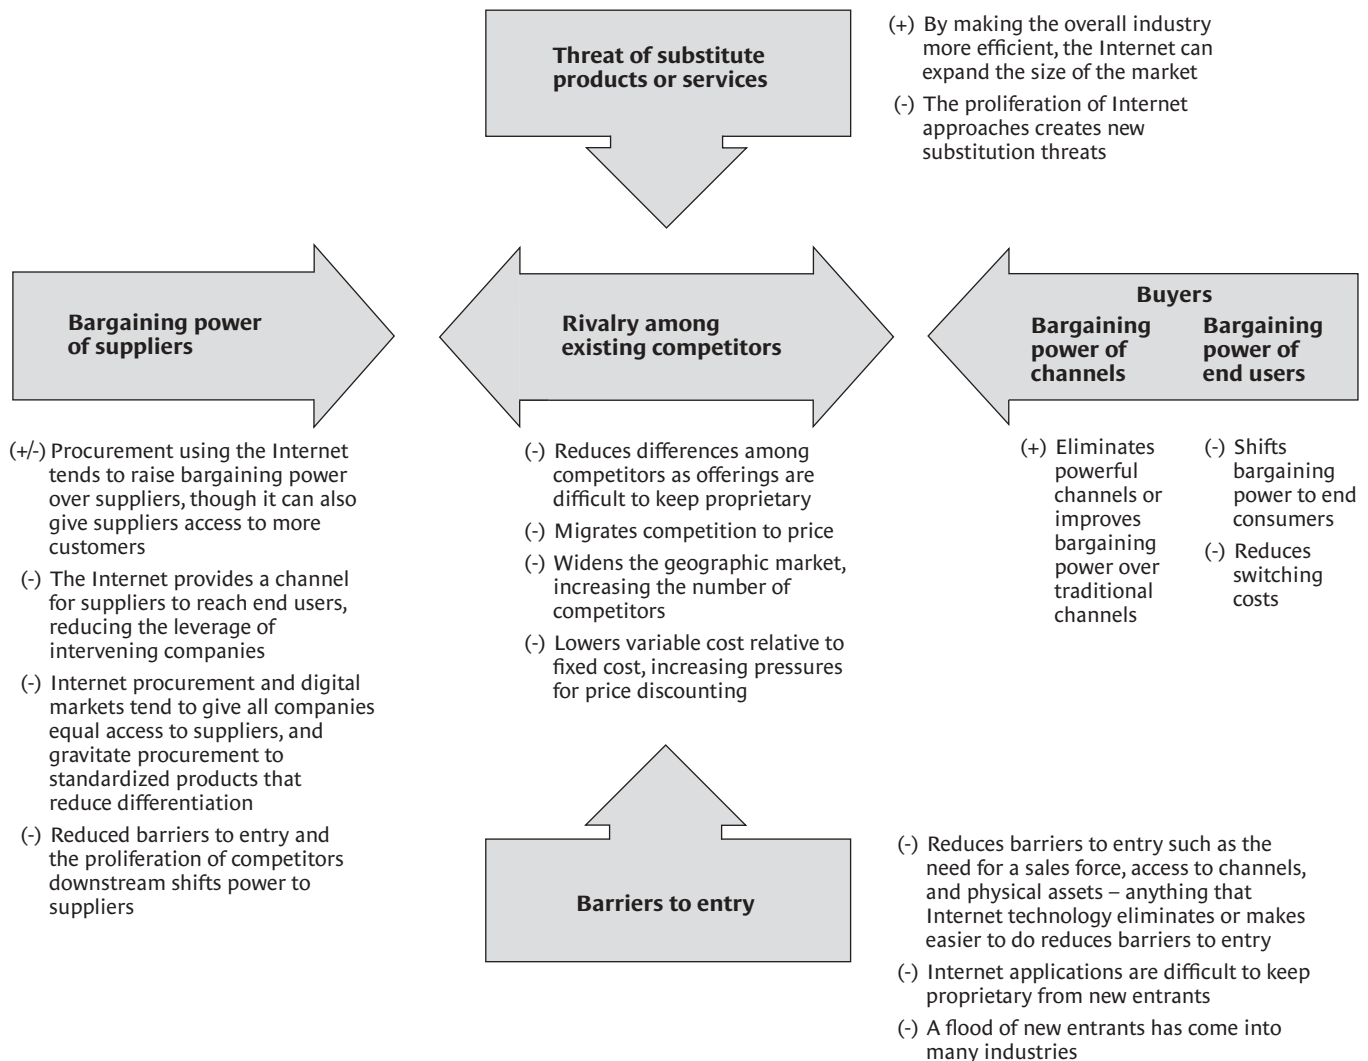 Threat of substitute
products or services
(+) By making the overall industry
more efficient, the Internet can
expand the size of the market
(-) The proliferation of Internet
approaches creates new
substitution threats
Bargaining power
of suppliers
Rivalry among
existing competitors
Buyers
Bargaining
power of
channels
Bargaining
power of
end users
(+/-) Procurement using the Internet
tends to raise bargaining power
over suppliers, though it can also
give suppliers access to more
customers
(-) The Internet provides a channel
for suppliers to reach end users,
reducing the leverage of
intervening companies
(-) Internet procurement and digital
markets tend to give all companies
equal access to suppliers, and
gravitate procurement to
standardized products that
reduce differentiation
(-) Reduced barriers to entry and
the proliferation of competitors
downstream shifts power to
suppliers
(-) Reduces differences among
competitors as offerings are
difficult to keep proprietary
(-) Migrates competition to price
(-) Widens the geographic market,
increasing the number of
competitors
(-) Lowers variable cost relative to
fixed cost, increasing pressures
for price discounting
(+) Eliminates
powerful
channels or
improves
bargaining
power over
traditional
channels
(-) Shifts
bargaining
power to end
consumers
(-) Reduces
switching
costs
Barriers to entry
(-) Reduces barriers to entry such as the
need for a sales force, access to channels,
and physical assets – anything that
Internet technology eliminates or makes
easier to do reduces barriers to entry
(-) Internet applications are difficult to keep
proprietary from new entrants
(-) A flood of new entrants has come into
many industries